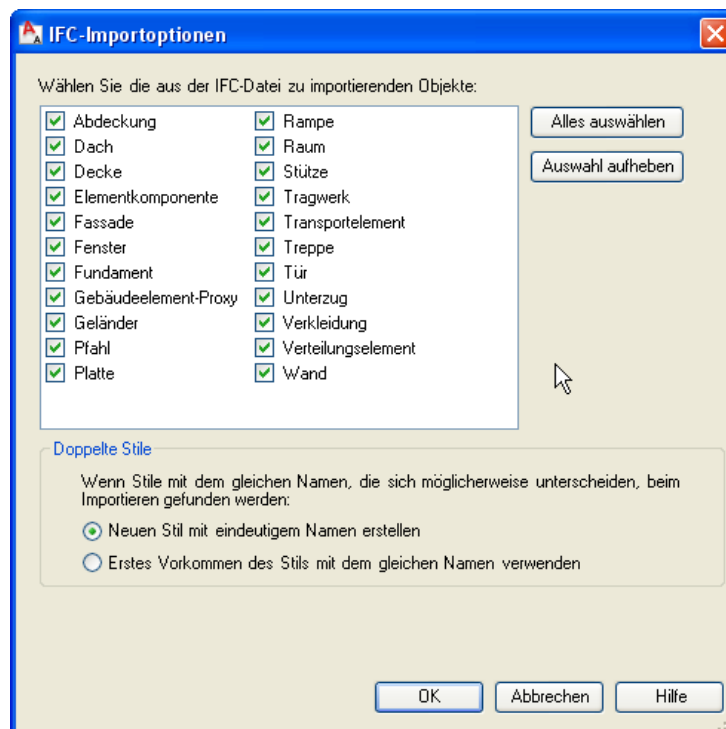 IFC-Importoptionen
Wählen Sie die aus der IFC-Datei zu importierenden Objekte:
Abdeckung
Dach
Decke
Elementkomponente
Fassade
Fenster
Fundament
Gebäudeelement-Proxy
Geländer
Pfahl
Platte
Rampe
Raum
Stütze
Tragwerk
Transportelement
Treppe
Tür
Unterzug
Verkleidung
Verteilungselement
Wand
Alles auswählen
Auswahl aufheben
Doppelte Stile
Wenn Stile mit dem gleichen Namen, die sich möglicherweise unterscheiden, beim
Importieren gefunden werden:
Neuen Stil mit eindeutigem Namen erstellen
Erstes Vorkommen des Stils mit dem gleichen Namen verwenden
OK
Abbrechen
Hilfe